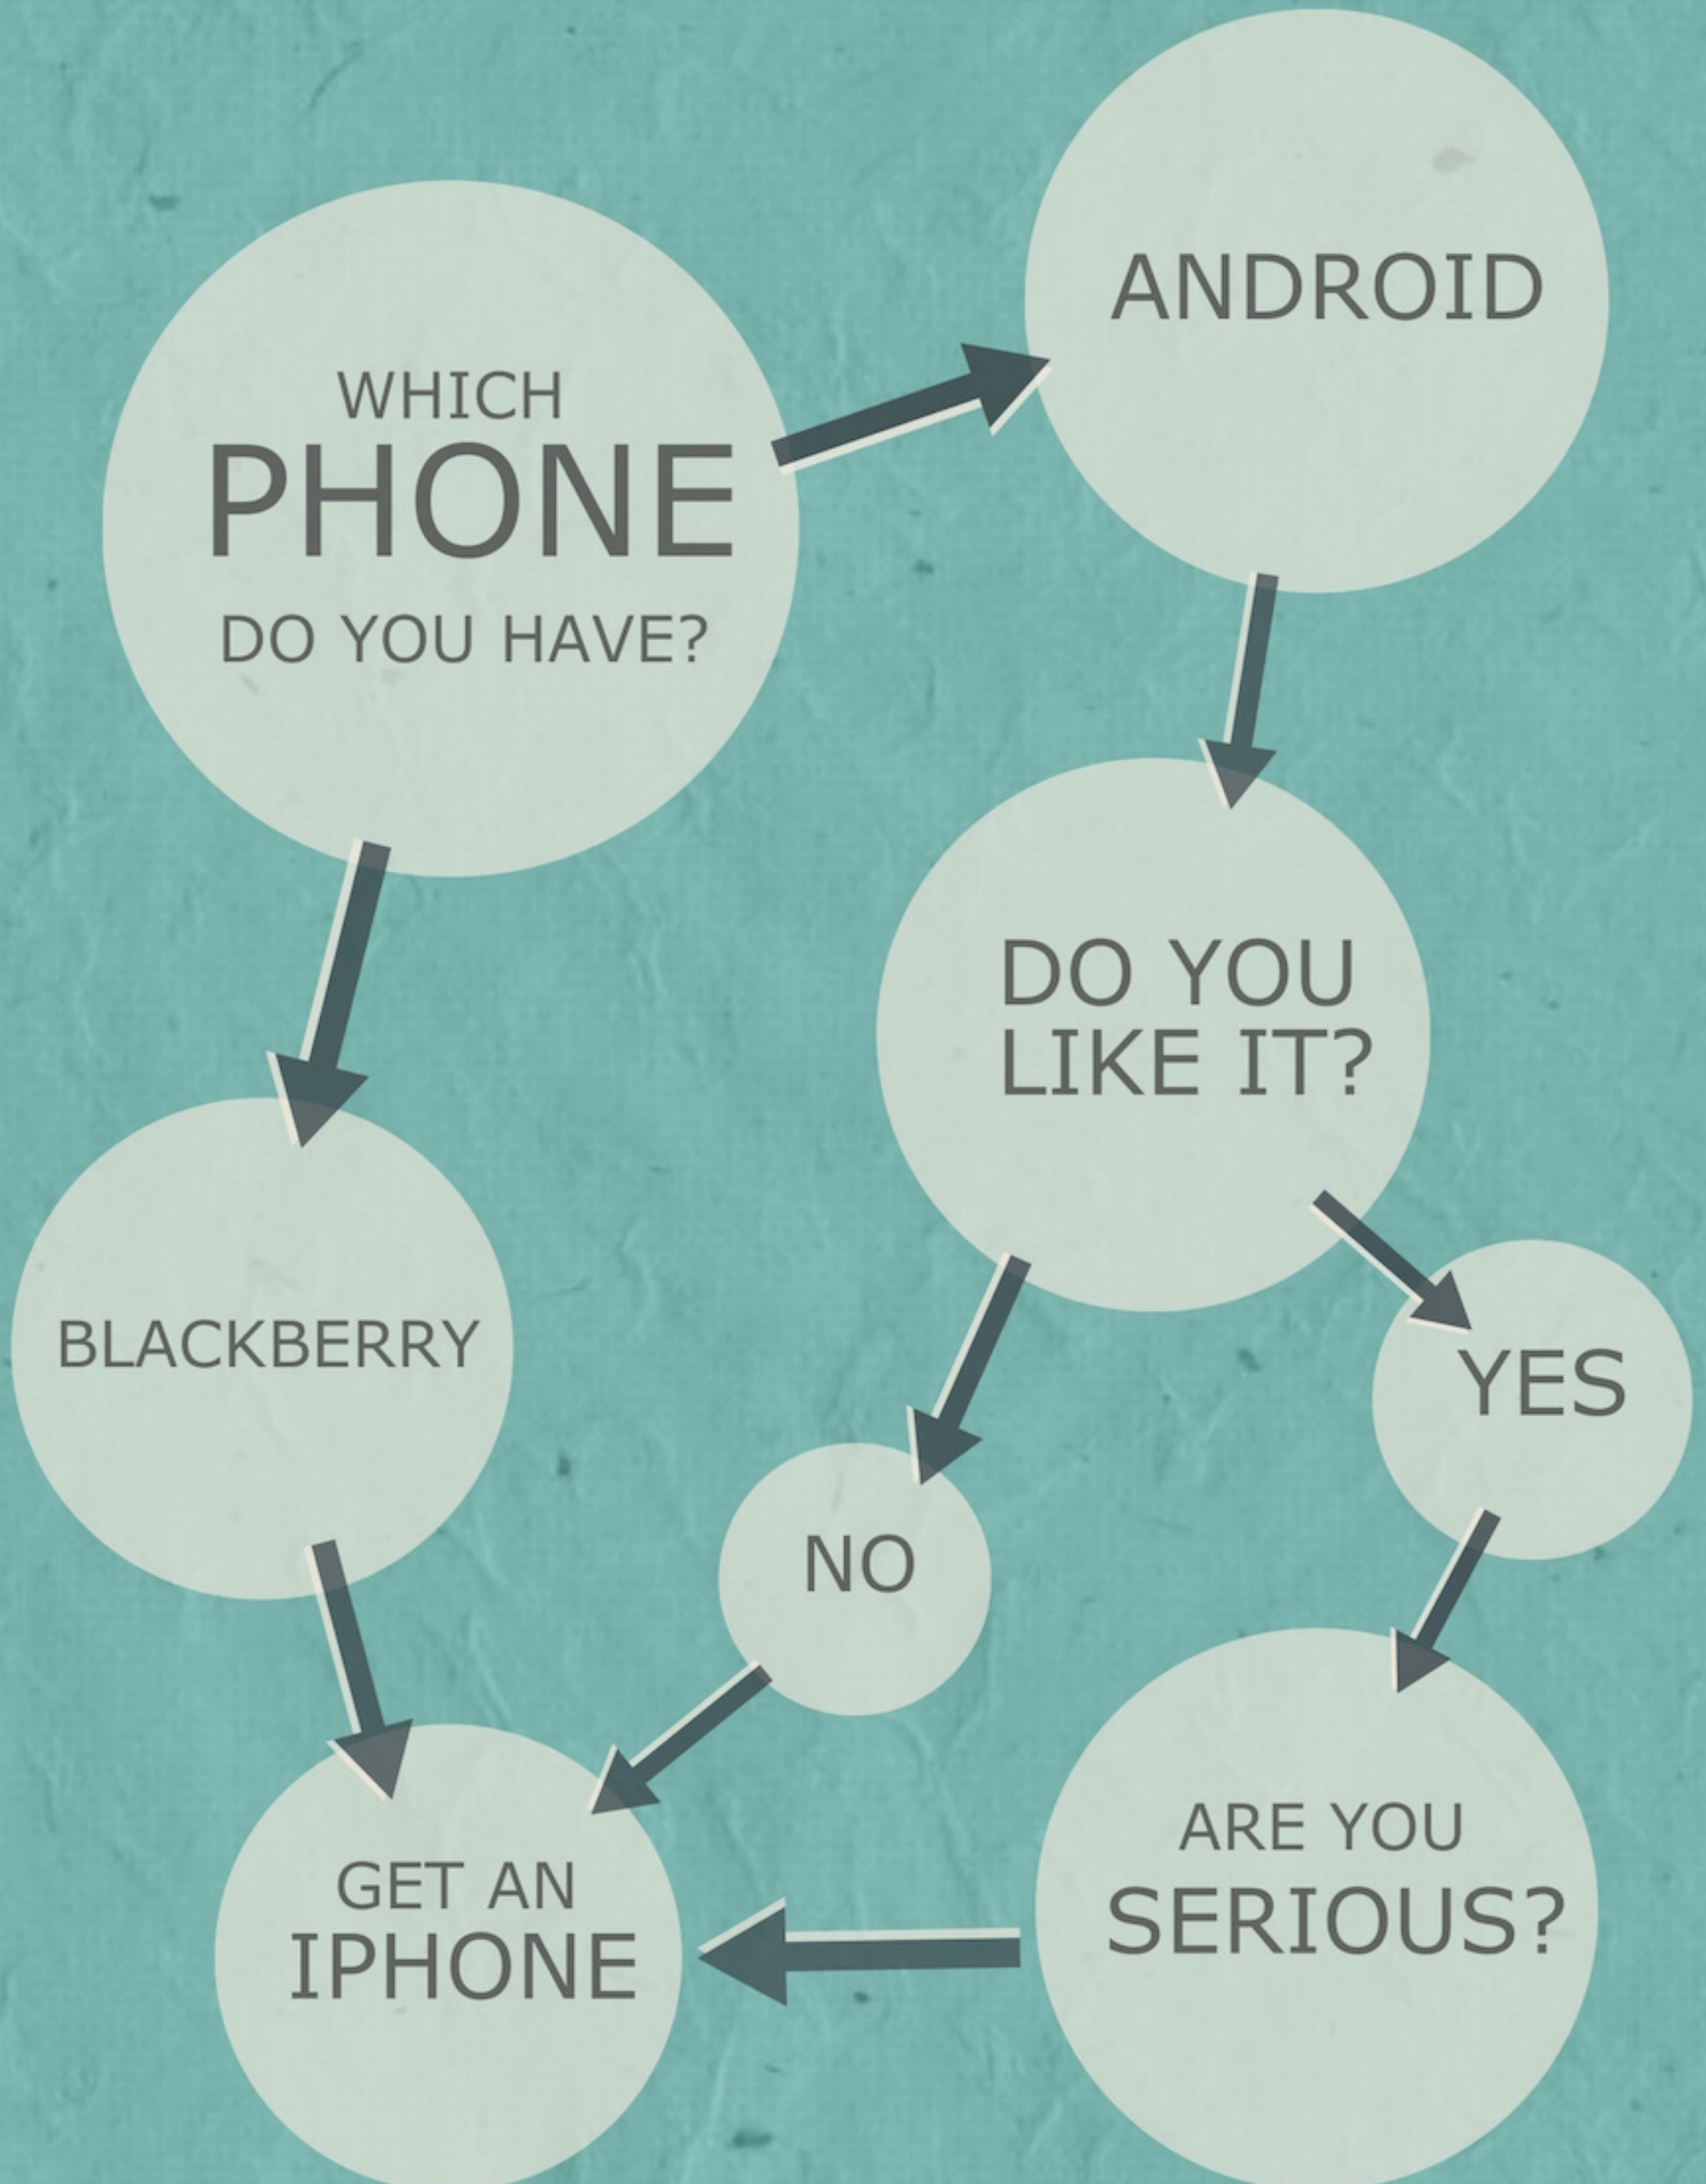 WHICH
PHONE
DO YOU HAVE?
ANDROID
DO YOU
LIKE IT?
BLACKBERRY
YES
NO
ARE YOU
SERIOUS?
GET AN
IPHONE